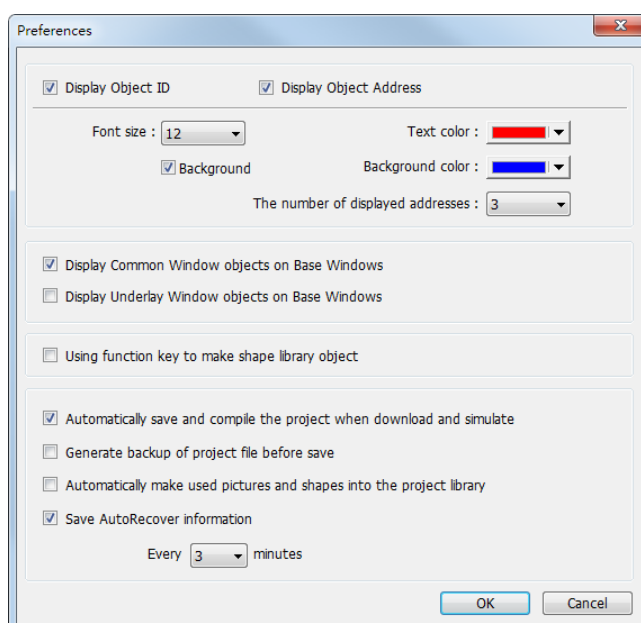 Preferences
Display Object ID Display Object Address
Font size : 12 Text color :
Background Background color :
The number of displayed addresses : 3
Display Common Window objects on Base Windows
Display Underlay Window objects on Base Windows
Using function key to make shape library object
Automatically save and compile the project when download and simulate
Generate backup of project file before save
Automatically make used pictures and shapes into the project library
Save AutoRecover information
Every 3 minutes
OK Cancel